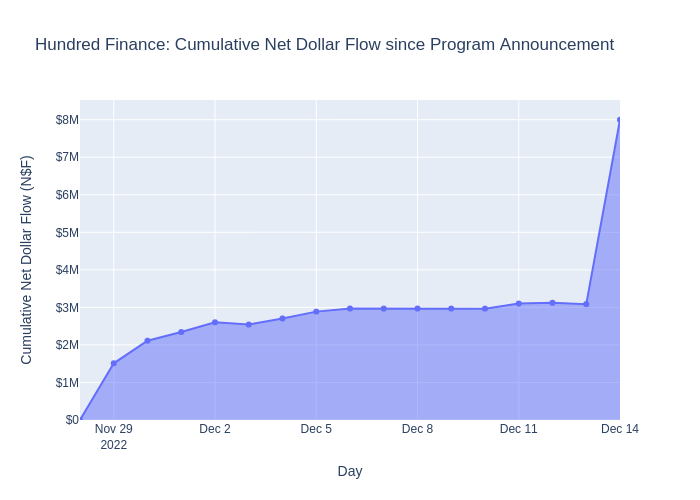 Hundred Finance: Cumulative Net Dollar Flow since Program Announcement
Cumulative Net Dollar Flow (N$F)
$8M
$7M
$6M
$5M
$4M
$3M
$2M
$1M
$0
Nov 29
2022
Dec 2
Dec 5
Dec 8
Dec 11
Dec 14
Day